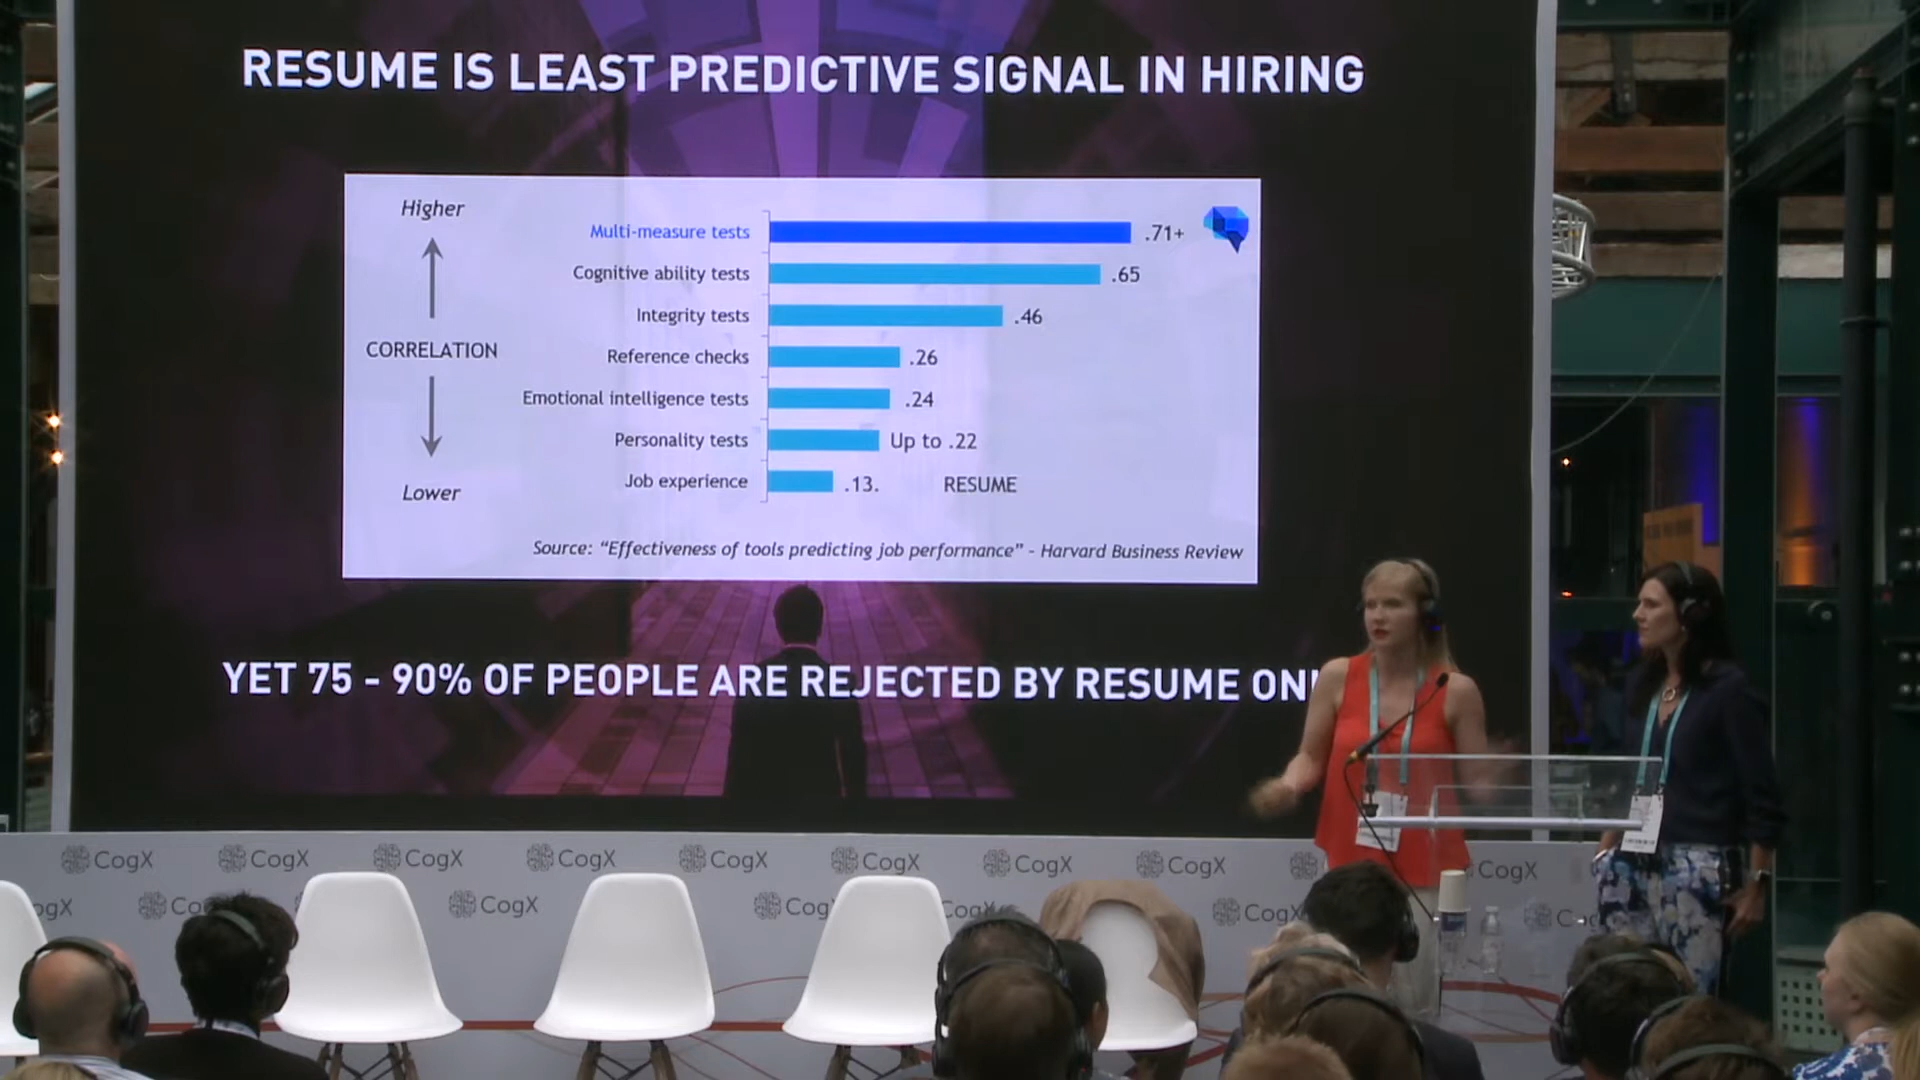 RESUME IS LEAST PREDICTIVE SIGNAL IN HIRING
Higher
CORRELATION
Lower
Multi-measure tests .71+
Cognitive ability tests .65
Integrity tests .46
Reference checks .26
Emotional intelligence tests .24
Personality tests Up to .22
Job experience .13. RESUME
Source: “Effectiveness of tools predicting job performance” - Harvard Business Review
YET 75 - 90% OF PEOPLE ARE REJECTED BY RESUME
CogX CogX CogX CogX CogX CogX CogX CogX CogX
CogX CogX